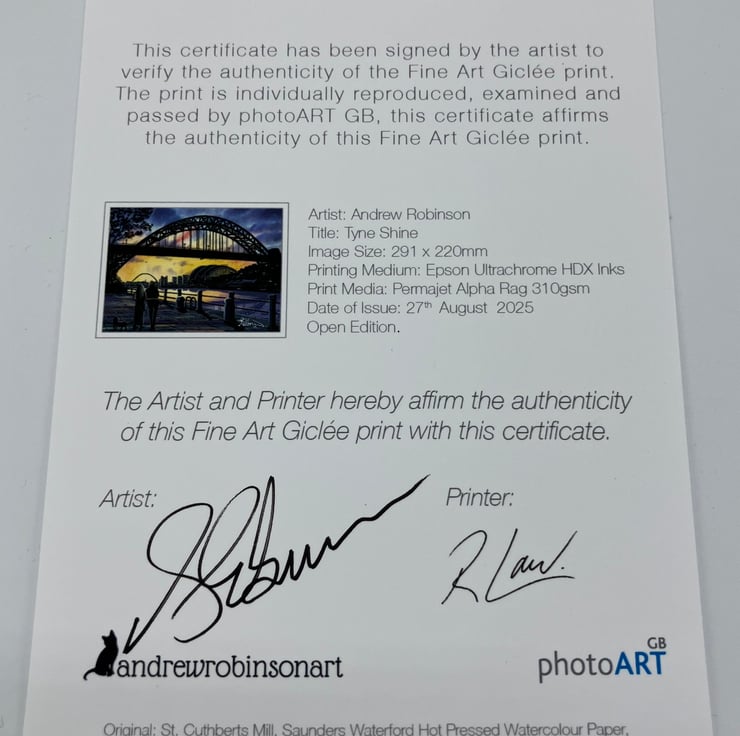 This certificate has been signed by the artist to
verify the authenticity of the Fine Art Giclée print.
The print is individually reproduced, examined and
passed by photoART GB, this certificate affirms
the authenticity of this Fine Art Giclée print.
Artist: Andrew Robinson
Title: Tyne Shine
Image Size: 291 x 220mm
Printing Medium: Epson Ultrachrome HDX Inks
Print Media: Permajet Alpha Rag 310gsm
Date of Issue: 27th August 2025
Open Edition.
The Artist and Printer hereby affirm the authenticity
of this Fine Art Giclée print with this certificate.
Artist:
Printer:
R Law.
andrewrobinsonart
photoART GB
Original: St. Cuthberts Mill, Saunders Waterford Hot Pressed Watercolour Paper,